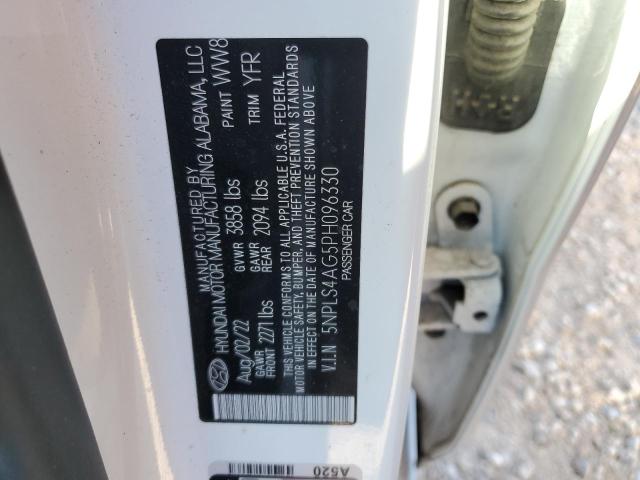 MANUFACTURED BY
HYUNDAI MOTOR MANUFACTURING ALABAMA, LLC
Aug/02/22 GVWR 3858 lbs PAINT WW8
GAWR FRONT 2271 lbs GAWR REAR 2094 lbs TRIM YFR
THIS VEHICLE CONFORMS TO ALL APPLICABLE U.S.A. FEDERAL
MOTOR VEHICLE SAFETY, BUMPER, AND THEFT PREVENTION STANDARDS
IN EFFECT ON THE DATE OF MANUFACTURE SHOWN ABOVE
V.I.N 5NPLS4AG5PH096330
PASSENGER CAR
A520